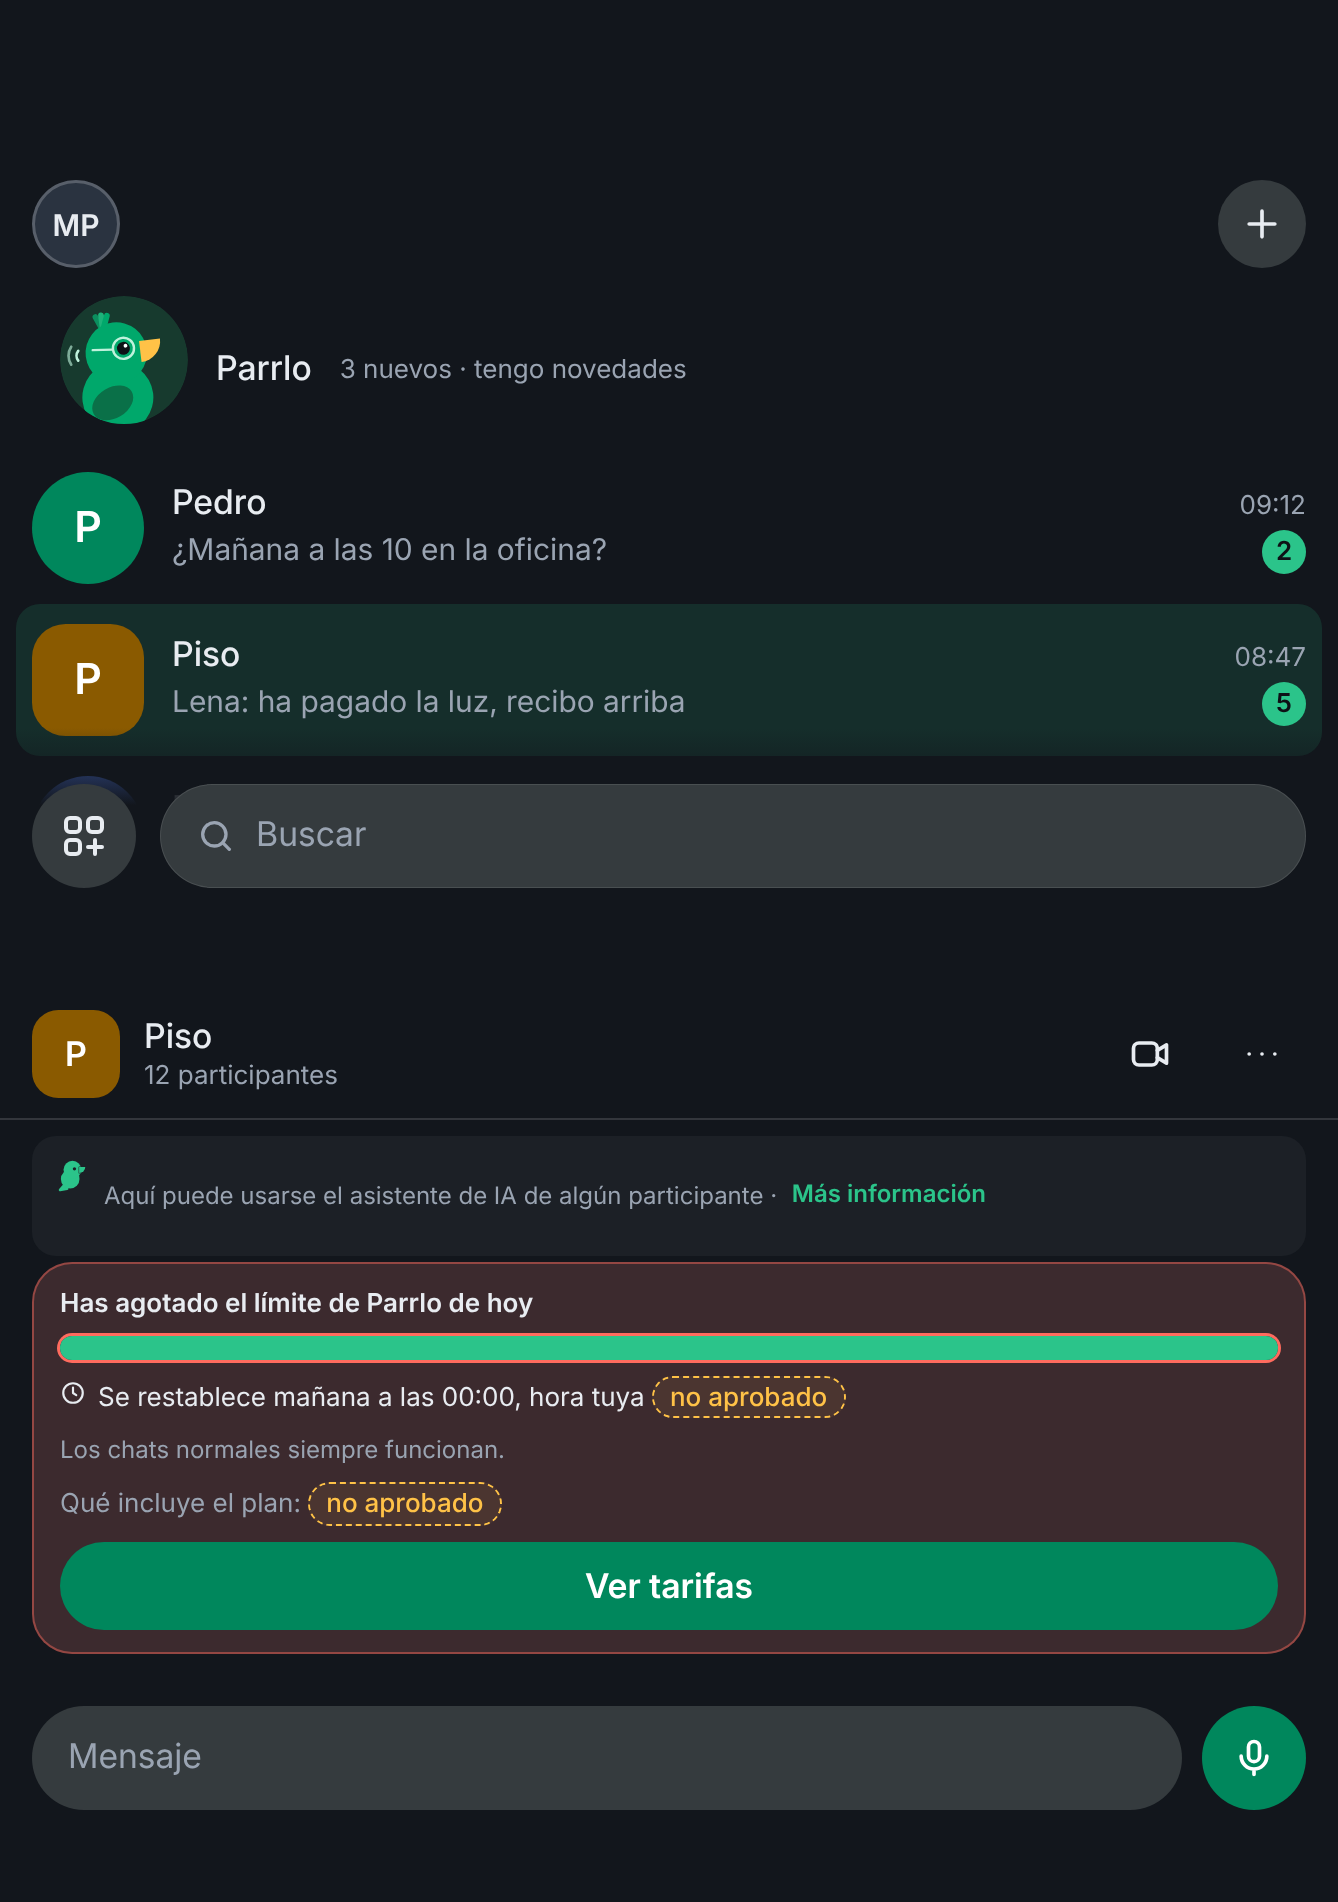 MP
Parrlo 3 nuevos · tengo novedades
P
Pedro 09:12
¿Mañana a las 10 en la oficina? 2
P
Piso 08:47
Lena: ha pagado la luz, recibo arriba 5
Buscar
P
Piso
12 participantes
Aquí puede usarse el asistente de IA de algún participante · Más información
Has agotado el límite de Parrlo de hoy
Se restablece mañana a las 00:00, hora tuya no aprobado
Los chats normales siempre funcionan.
Qué incluye el plan: no aprobado
Ver tarifas
Mensaje